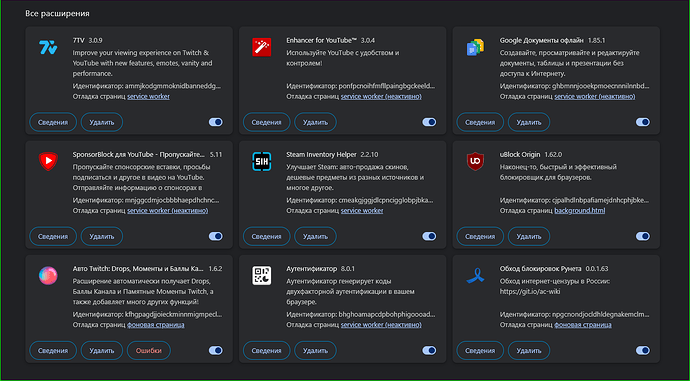 Все расширения
7TV 3.0.9
Improve your viewing experience on Twitch &
YouTube with new features, emotes, vanity and
performance.
Идентификатор: ammjkodgmmoknidbanneddg...
Отладка страниц service worker
Сведения Удалить
Enhancer for YouTube™ 3.0.4
Используйте YouTube с удобством и
контролем!
Идентификатор: ponfpcnoihfmfllpaingbgckeeld...
Отладка страниц service worker (неактивно)
Сведения Удалить
Google Документы офлайн 1.85.1
Создавайте, просматривайте и редактируйте
документы, таблицы и презентации без
доступа к Интернету.
Идентификатор: ghbmnnjooekpmoecnnnilnnbd...
Отладка страниц service worker (неактивно)
Сведения Удалить
SponsorBlock для YouTube - Пропускайте... 5.11
Пропускайте спонсорские вставки, просьбы
подписаться и другое в видео на YouTube.
Отправляйте информацию о спонсорах в
Идентификатор: mnjggcdmjocbbbhaepdhchnc...
Отладка страниц service worker (неактивно)
Сведения Удалить
Steam Inventory Helper 2.2.10
Улучшает Steam: авто-продажа скинов,
дешевые предметы из разных источников и
многое другое.
Идентификатор: cmeakgjggjdlcpncigglobpjbka...
Отладка страниц service worker (неактивно)
Сведения Удалить
uBlock Origin 1.62.0
Наконец-то, быстрый и эффективный
блокировщик для браузеров.
Идентификатор: cjpalhdlnbpafiamejdnhcphjbke...
Отладка страниц background.html
Сведения Удалить
Авто Twitch: Drops, Моменты и Баллы Ка... 1.6.2
Расширение автоматически получает Drops,
Баллы Канала и Памятные Моменты Twitch, а
также добавляет много других функций!
Идентификатор: kfhgpagdjjoieckminnmigmpecl...
Отладка страниц фоновая страница
Сведения Удалить Ошибки
Аутентификатор 8.0.1
Аутентификатор генерирует коды
двухфакторной аутентификации в вашем
браузере.
Идентификатор: bhghoamapcdpbohphigoooad...
Отладка страниц service worker (неактивно)
Сведения Удалить
Обход блокировок Рунета 0.0.1.63
Обход интернет-цензуры в России:
https://git.io/ac-wiki
Идентификатор: npgcnondjocldhldegnakemclm...
Отладка страниц фоновая страница
Сведения Удалить